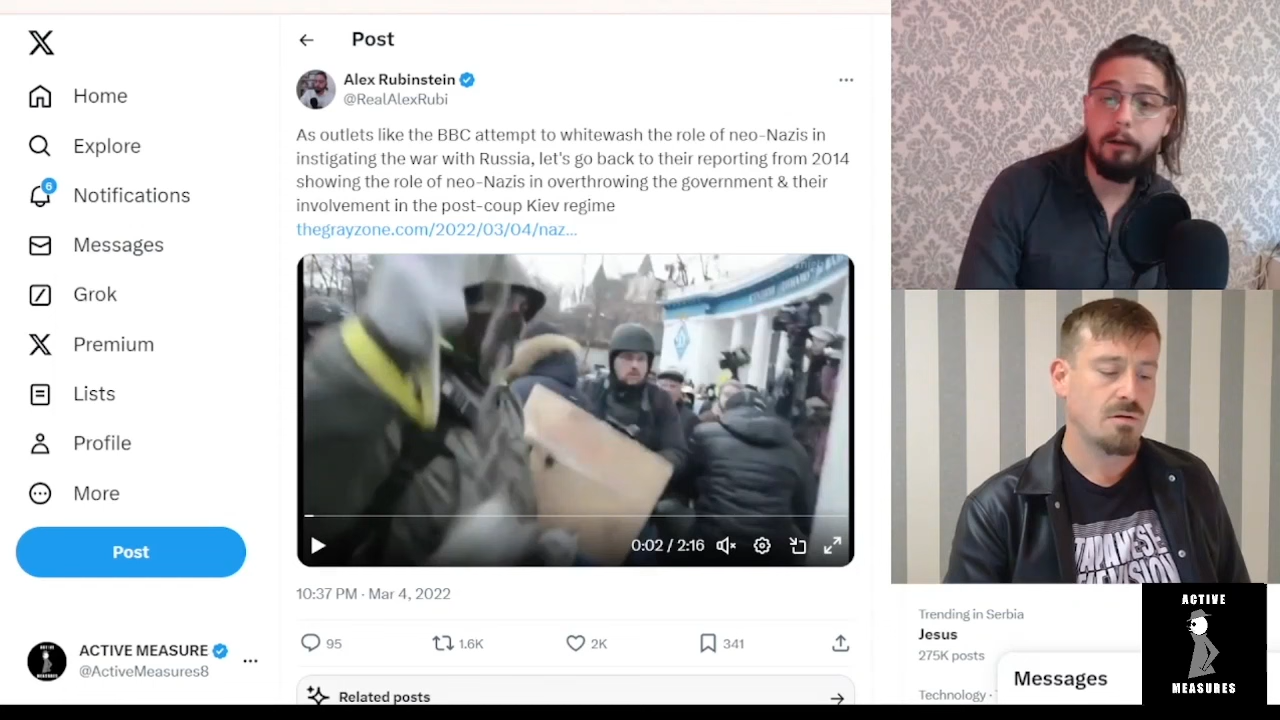 Post
Home
Explore
6
Notifications
Messages
Grok
Premium
Lists
Profile
More
Post
ACTIVE MEASURE
@ActiveMeasures8
Alex Rubinstein
@RealAlexRubi
As outlets like the BBC attempt to whitewash the role of neo-Nazis in
instigating the war with Russia, let's go back to their reporting from 2014
showing the role of neo-Nazis in overthrowing the government & their
involvement in the post-coup Kiev regime
thegrayzone.com/2022/03/04/naz...
0:02 / 2:16
10:37 PM · Mar 4, 2022
95
1.6K
2K
341
Related posts
JAPANESE
Trending in Serbia
Jesus
275K posts
Technology ·
Messages
ACTIVE
MEASURES